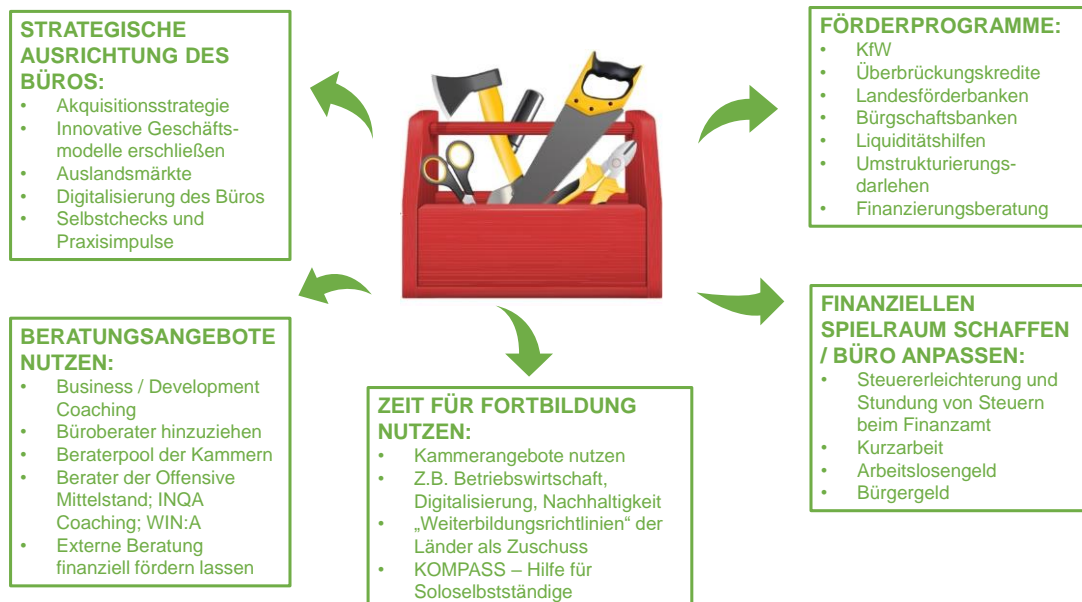 STRATEGISCHE
AUSRICHTUNG DES
BÜROS:
• Akquisitionsstrategie
• Innovative Geschäfts-
modelle erschließen
• Auslandsmärkte
• Digitalisierung des Büros
• Selbstchecks und
Praxisimpulse
FÖRDERPROGRAMME:
• KfW
• Überbrückungskredite
• Landesförderbanken
• Bürgschaftsbanken
• Liquiditätshilfen
• Umstrukturierungs-
darlehen
• Finanzierungsberatung
BERATUNGSANGEBOTE
NUTZEN:
• Business / Development
Coaching
• Büroberater hinzuziehen
• Beraterpool der Kammern
• Berater der Offensive
Mittelstand; INQA
Coaching; WIN:A
• Externe Beratung
finanziell fördern lassen
ZEIT FÜR FORTBILDUNG
NUTZEN:
• Kammerangebote nutzen
• Z.B. Betriebswirtschaft,
Digitalisierung, Nachhaltigkeit
• „Weiterbildungsrichtlinien“ der
Länder als Zuschuss
• KOMPASS – Hilfe für
Soloselbstständige
FINANZIELLEN
SPIELRAUM SCHAFFEN
/ BÜRO ANPASSEN:
• Steuererleichterung und
Stundung von Steuern
beim Finanzamt
• Kurzarbeit
• Arbeitslosengeld
• Bürgergeld